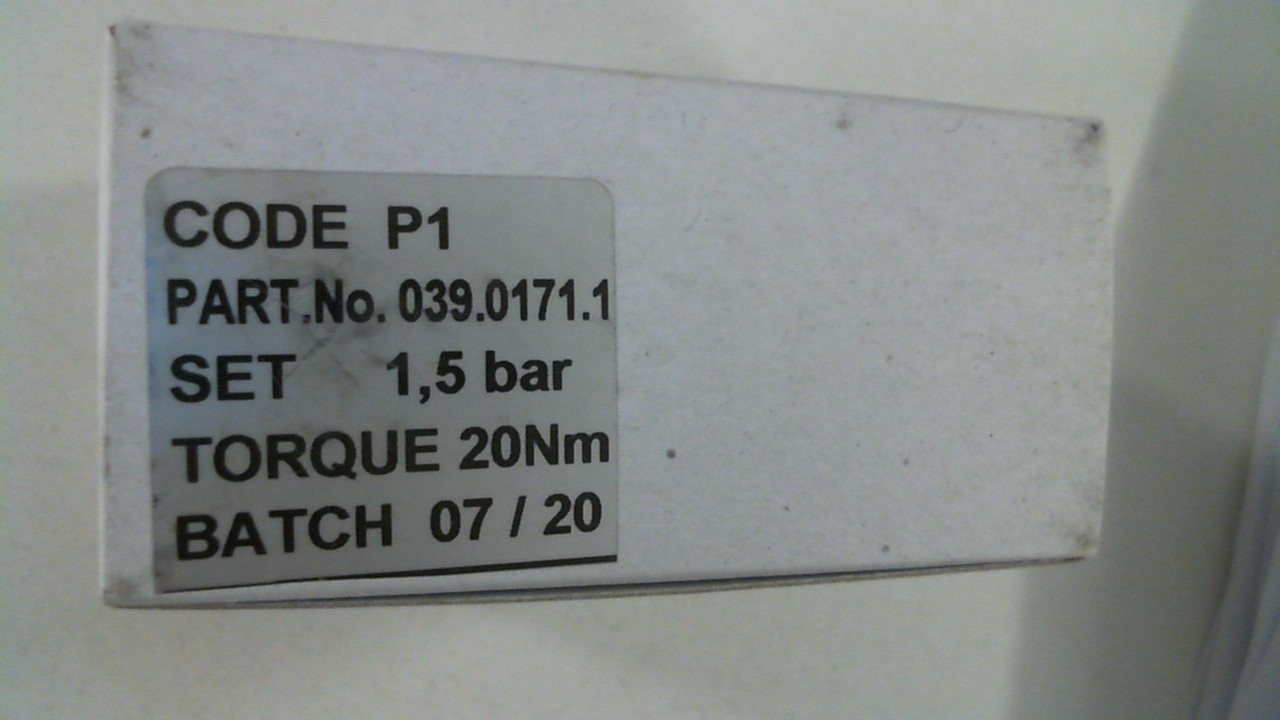 CODE P1
PART.No. 039.0171.1
SET 1,5 bar
TORQUE 20Nm
BATCH 07 / 20